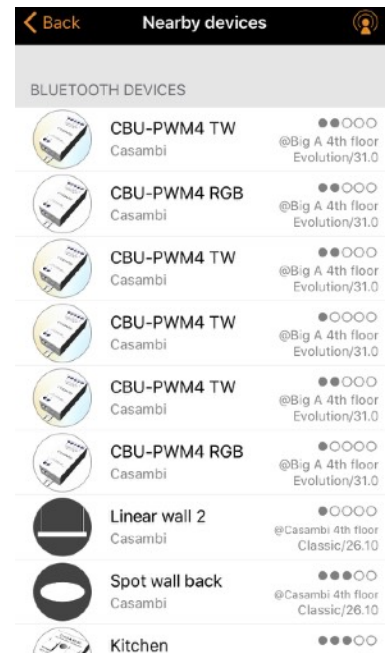 Back
Nearby devices
BLUETOOTH DEVICES
CBU-PWM4 TW
Casambi
@Big A 4th floor
Evolution/31.0
CBU-PWM4 RGB
Casambi
@Big A 4th floor
Evolution/31.0
CBU-PWM4 TW
Casambi
@Big A 4th floor
Evolution/31.0
CBU-PWM4 TW
Casambi
@Big A 4th floor
Evolution/31.0
CBU-PWM4 TW
Casambi
@Big A 4th floor
Evolution/31.0
CBU-PWM4 RGB
Casambi
@Big A 4th floor
Evolution/31.0
Linear wall 2
Casambi
@Casambi 4th floor
Classic/26.10
Spot wall back
Casambi
@Casambi 4th floor
Classic/26.10
Kitchen